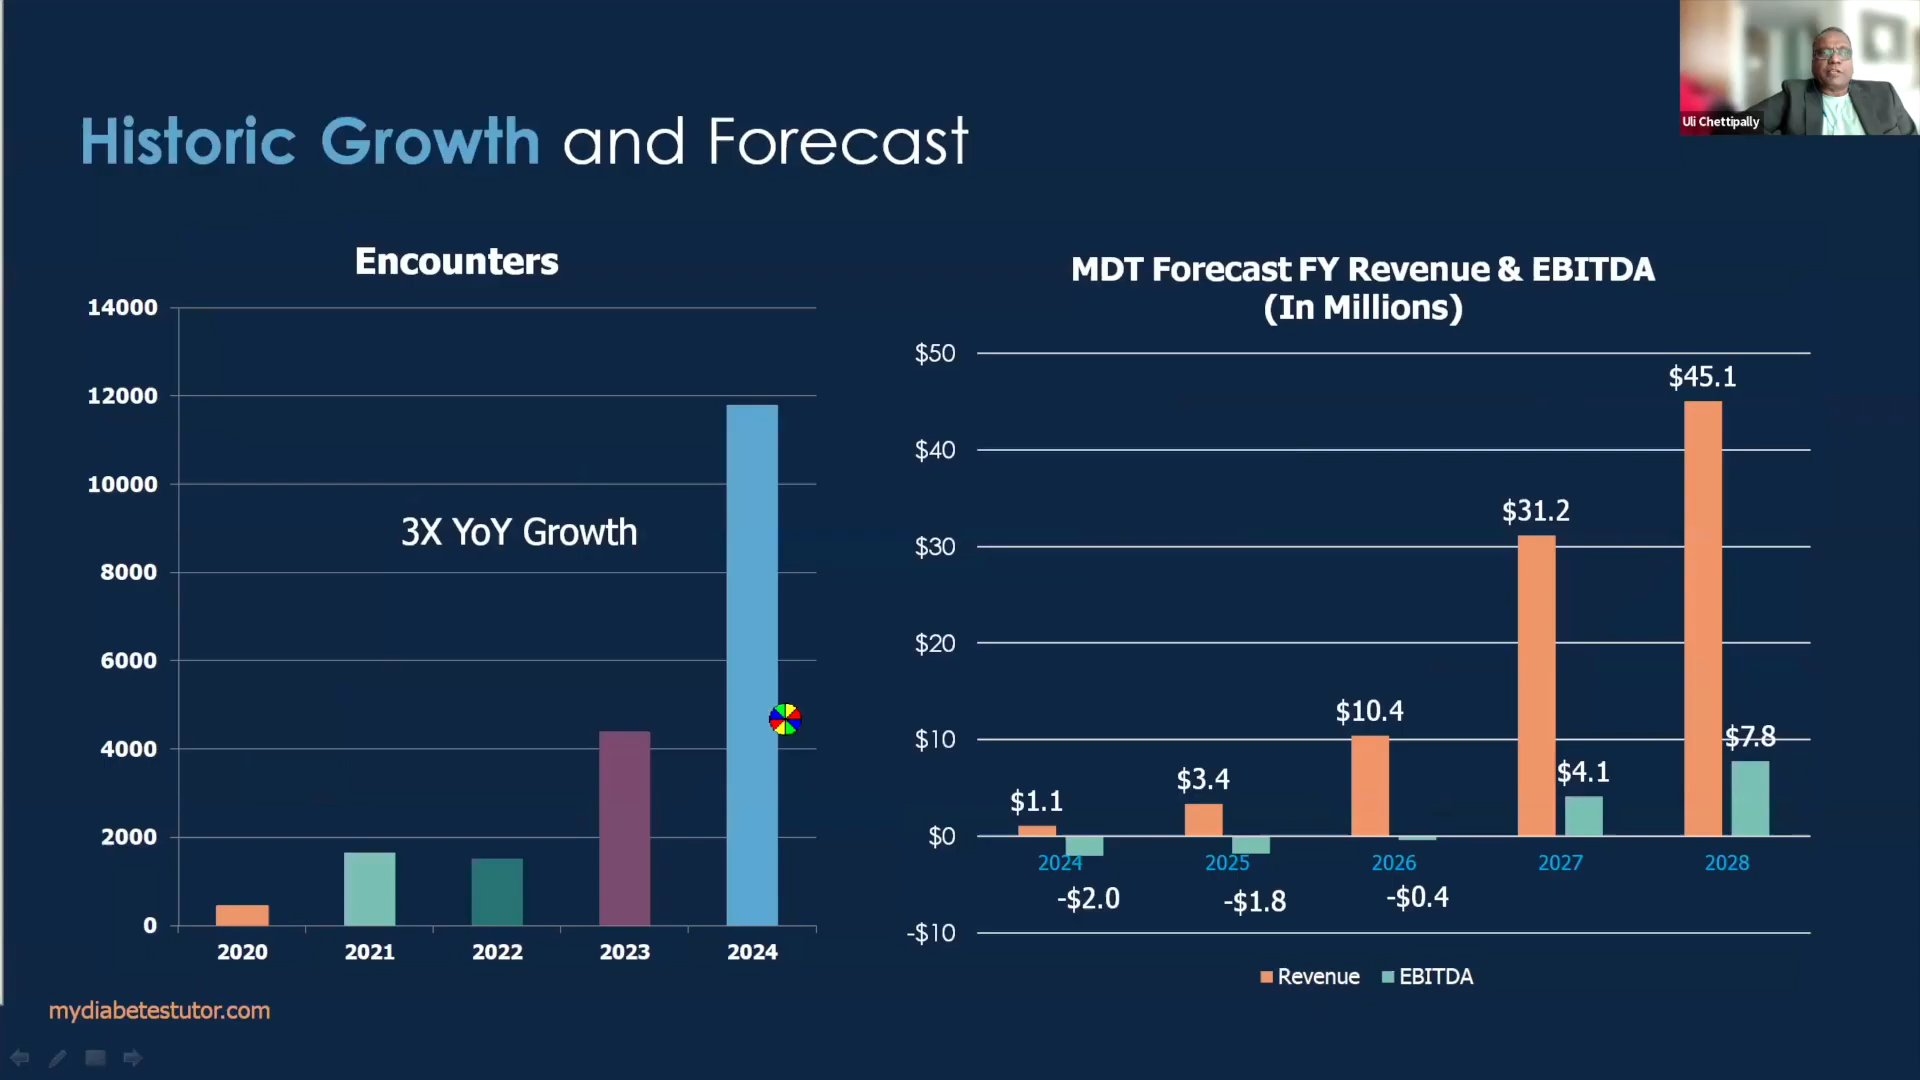 Uli Chettipally
Historic Growth and Forecast
Encounters
14000
12000
10000
8000
6000
4000
2000
0
3X YoY Growth
2020 2021 2022 2023 2024
MDT Forecast FY Revenue & EBITDA
(In Millions)
$50
$40
$30
$20
$10
$0
-$10
$1.1
$3.4
$10.4
$31.2
$45.1
$4.1
$7.8
2024 2025 2026 2027 2028
-$2.0
-$1.8
-$0.4
Revenue EBITDA
mydiabetestutor.com